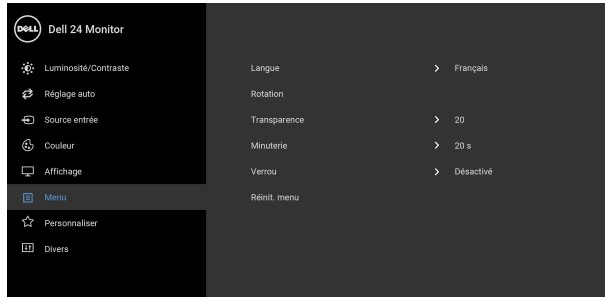 DELL Dell 24 Monitor
Luminosité/Contraste
Réglage auto
Source entrée
Couleur
Affichage
Menu
Personnaliser
Divers
Langue > Français
Rotation
Transparence > 20
Minuterie > 20 s
Verrou > Désactivé
Réinit. menu